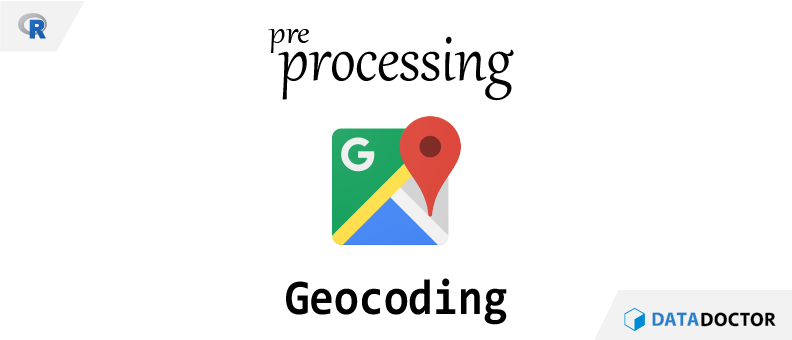 R
pre
processing
G
Geocoding
DATADOCTOR